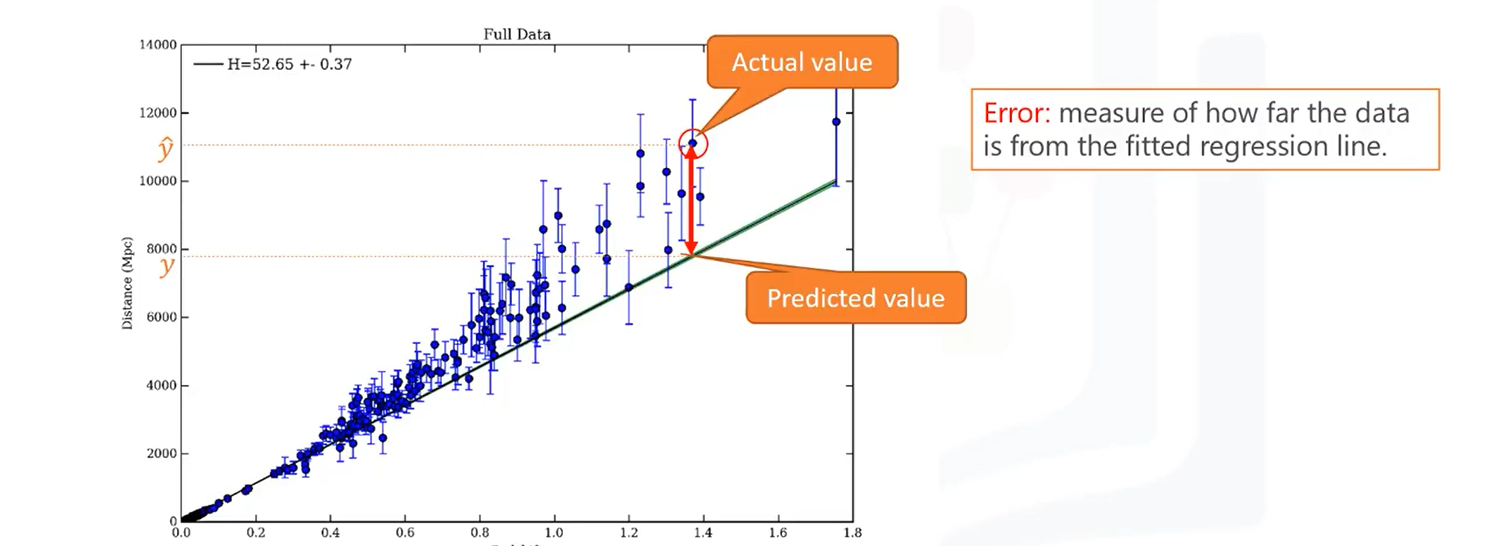 Full Data
14000
H=52.65 +- 0.37
Actual value
Error: measure of how far the data
is from the fitted regression line.
12000
ŷ
10000
8000
y
Predicted value
Distance (Mpc)
6000
4000
2000
0
0.0 0.2 0.4 0.6 0.8 1.0 1.2 1.4 1.6 1.8